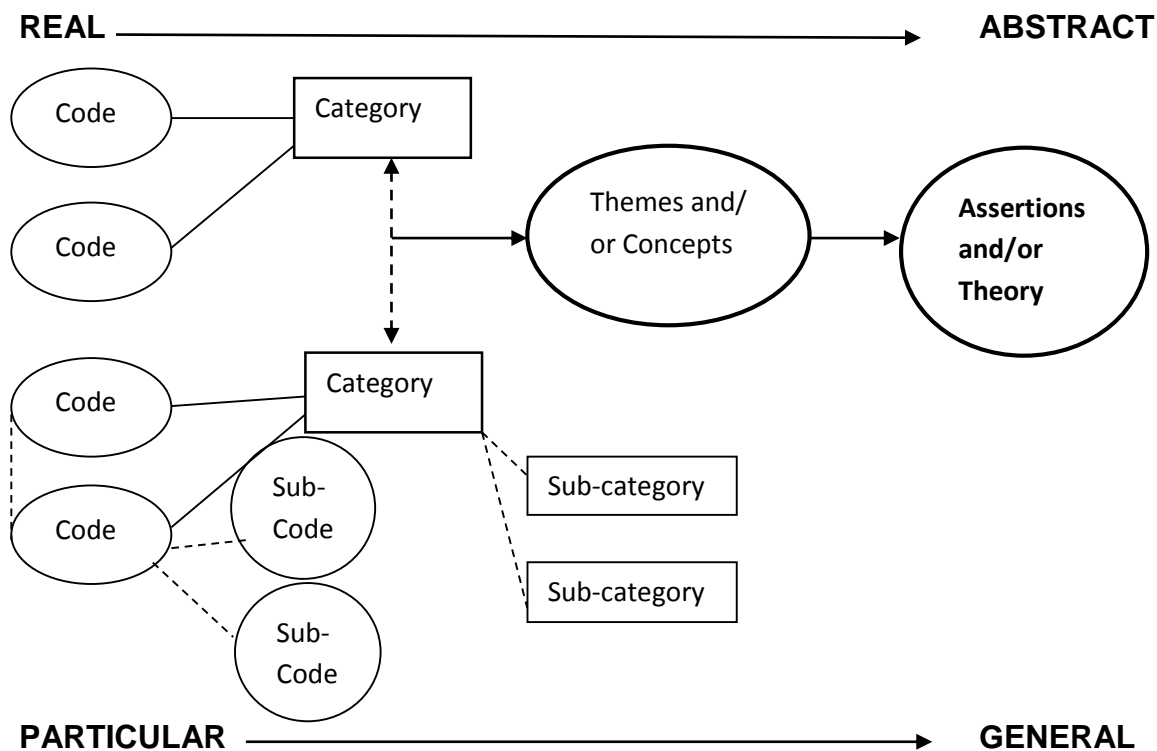 REAL
ABSTRACT
Code
Category
Code
Themes and/
or Concepts
Assertions
and/or
Theory
Code
Category
Code
Sub-
Code
Sub-category
Sub-category
Sub-
Code
PARTICULAR
GENERAL